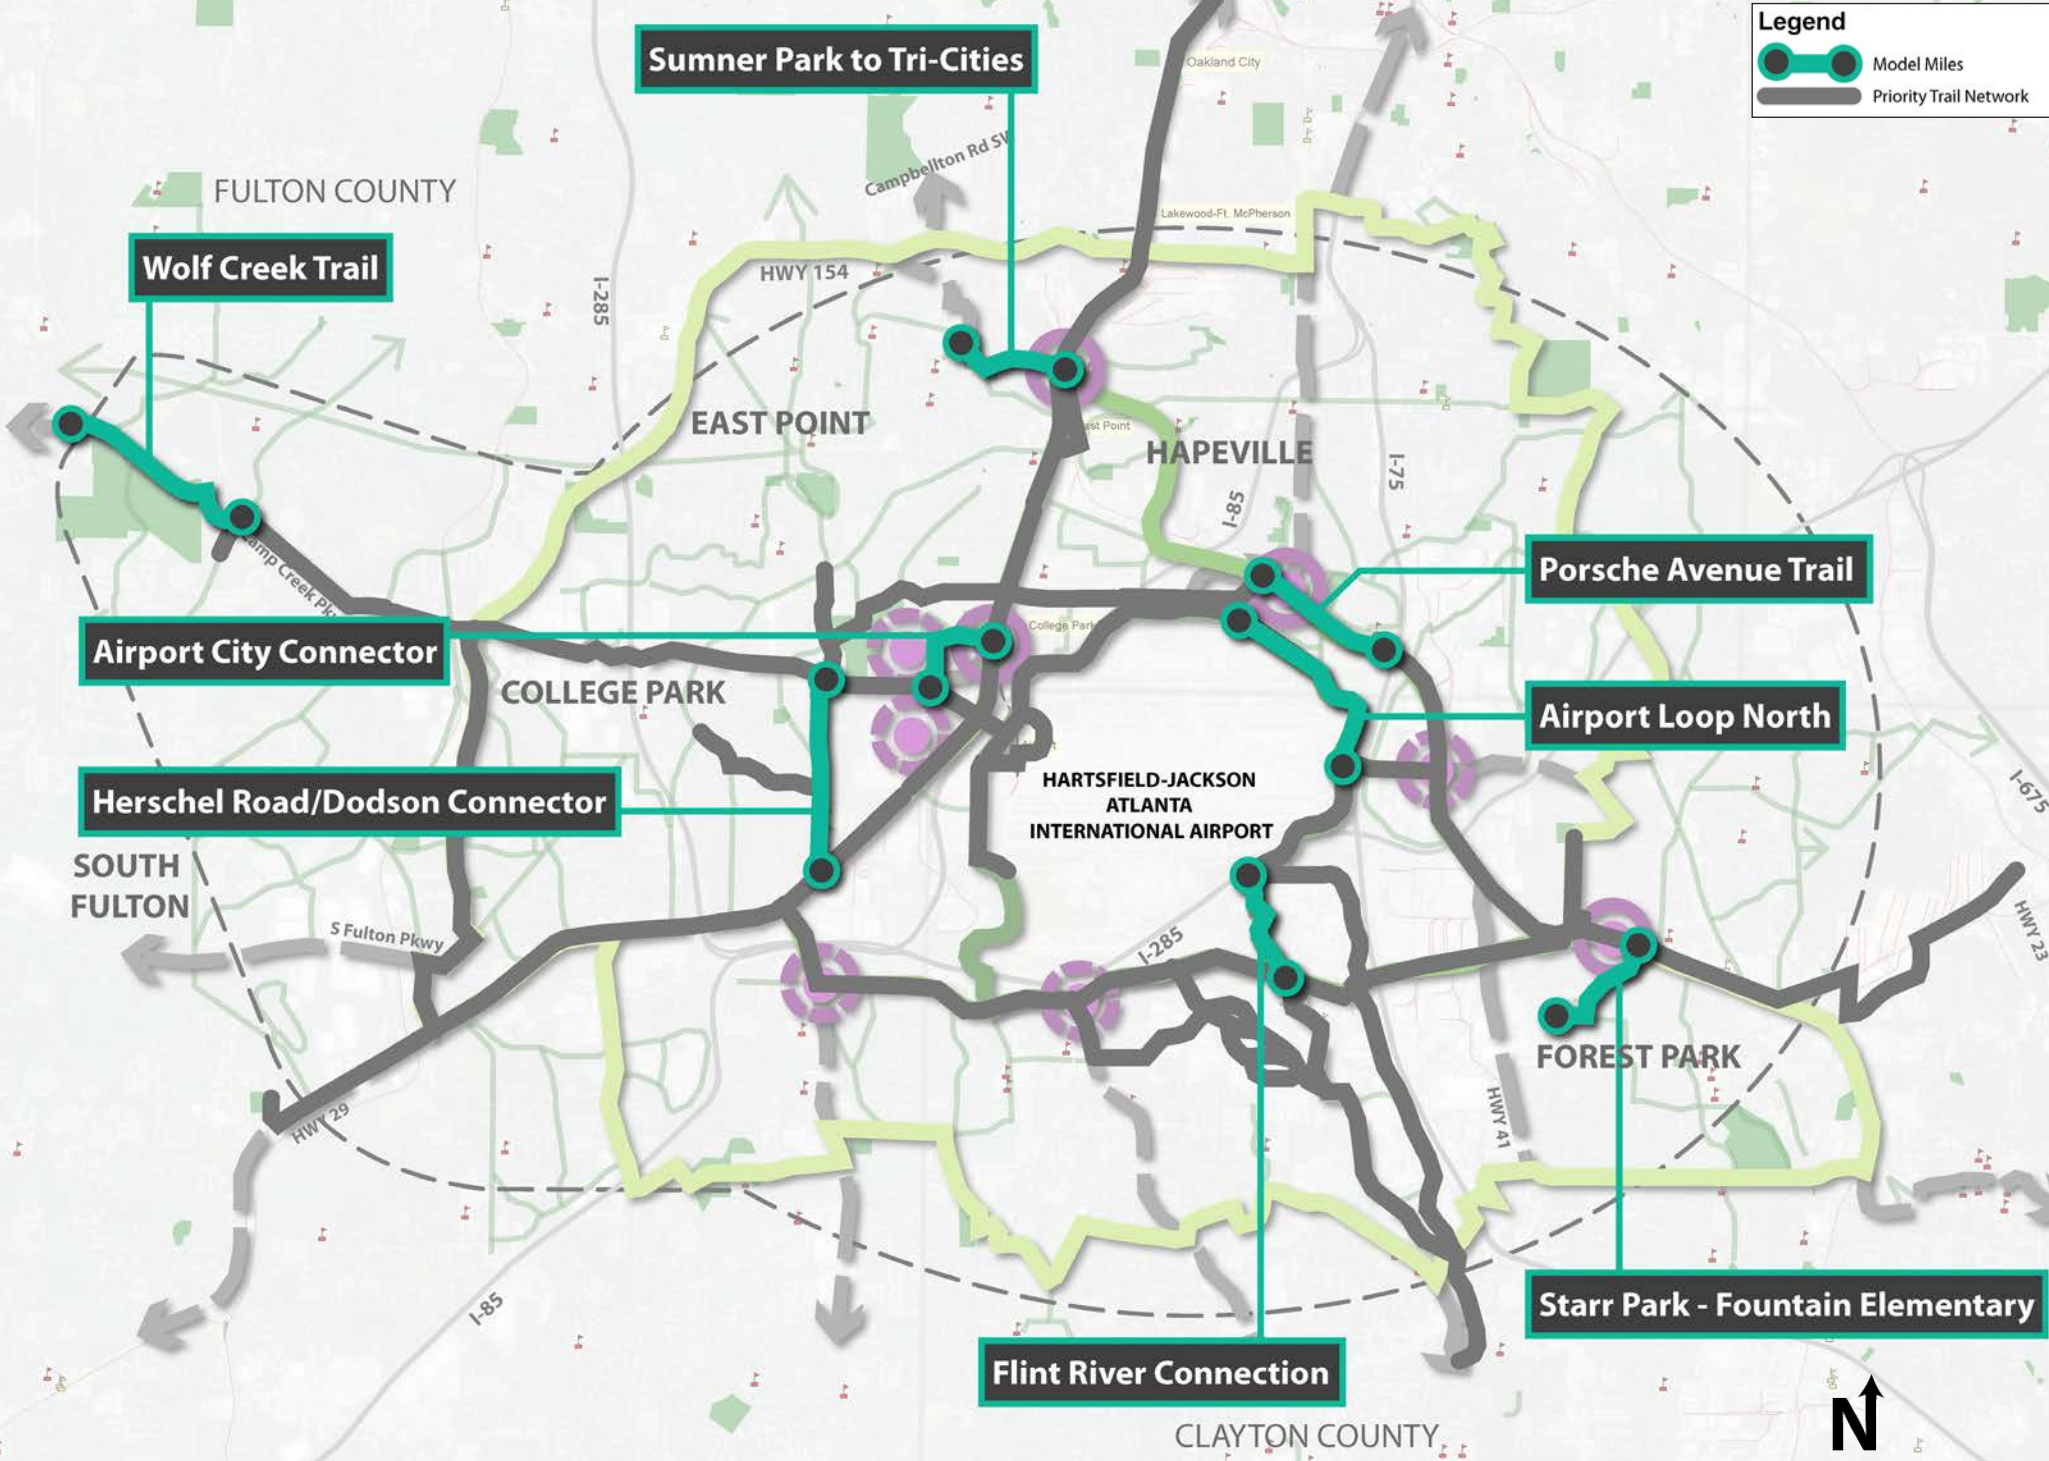 Legend
Model Miles
Priority Trail Network
Sumner Park to Tri-Cities
Oakland City
Campbellton Rd SW
FULTON COUNTY
Lakewood-Ft. McPherson
Wolf Creek Trail
HWY 154
I-285
EAST POINT
HAPEVILLE
I-75
I-85
Porsche Avenue Trail
College Park
Airport City Connector
COLLEGE PARK
Airport Loop North
HARTSFIELD-JACKSON
ATLANTA
INTERNATIONAL AIRPORT
Herschel Road/Dodson Connector
I-675
SOUTH
FULTON
S Fulton Pkwy
I-285
HWY 23
FOREST PARK
HWY 29
HWY 41
I-85
Starr Park - Fountain Elementary
Flint River Connection
CLAYTON COUNTY
N